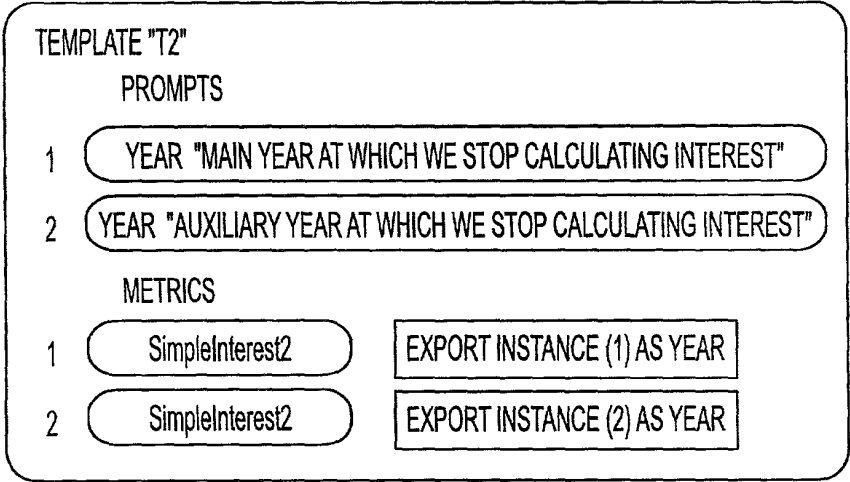 TEMPLATE "T2"
PROMPTS
1 YEAR "MAIN YEAR AT WHICH WE STOP CALCULATING INTEREST"
2 YEAR "AUXILIARY YEAR AT WHICH WE STOP CALCULATING INTEREST"
METRICS
1 SimpleInterest2 EXPORT INSTANCE (1) AS YEAR
2 SimpleInterest2 EXPORT INSTANCE (2) AS YEAR